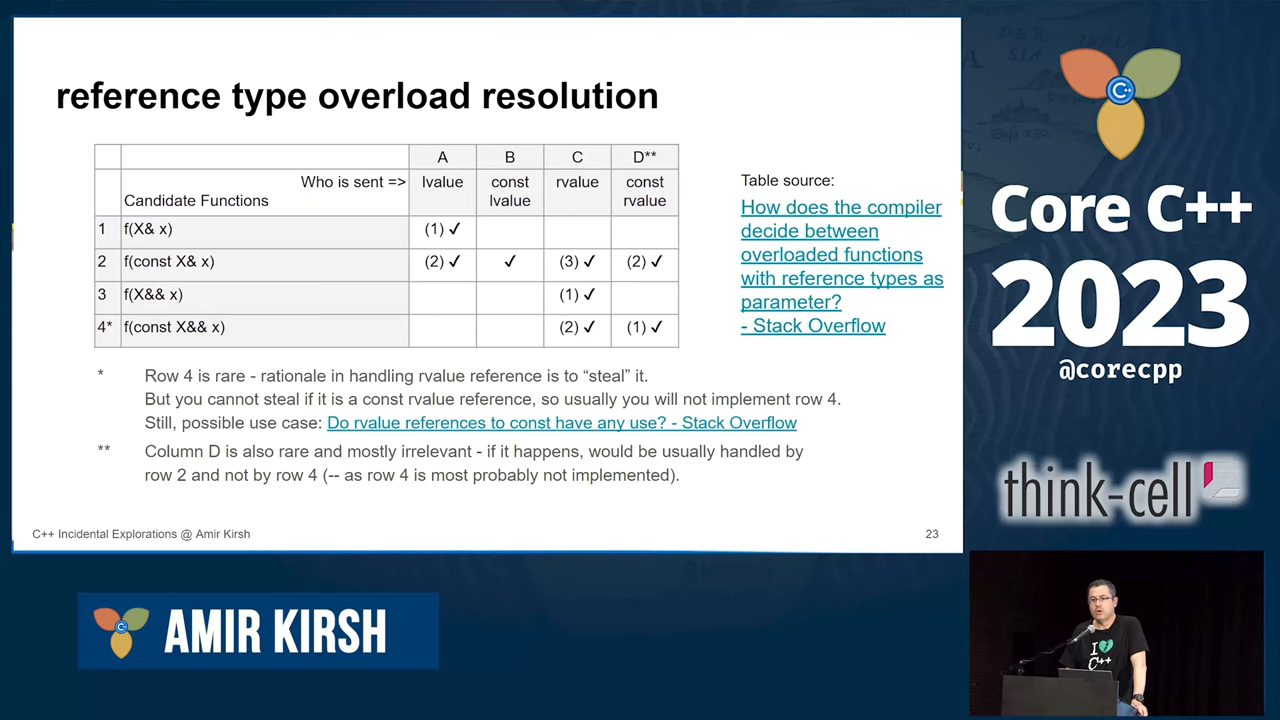 reference type overload resolution
A B C D**
Who is sent => lvalue const lvalue rvalue const rvalue
Candidate Functions
1 f(X& x) (1) ✓
2 f(const X& x) (2) ✓ ✓ (3) ✓ (2) ✓
3 f(X&& x) (1) ✓
4* f(const X&& x) (2) ✓ (1) ✓
Table source:
How does the compiler
decide between
overloaded functions
with reference types as
parameter?
- Stack Overflow
* Row 4 is rare - rationale in handling rvalue reference is to “steal” it.
But you cannot steal if it is a const rvalue reference, so usually you will not implement row 4.
Still, possible use case: Do rvalue references to const have any use? - Stack Overflow
** Column D is also rare and mostly irrelevant - if it happens, would be usually handled by
row 2 and not by row 4 (-- as row 4 is most probably not implemented).
C++ Incidental Explorations @ Amir Kirsh 23
C++
Core C++
2023
@corecpp
think-cell
C++
AMIR KIRSH
I
C++